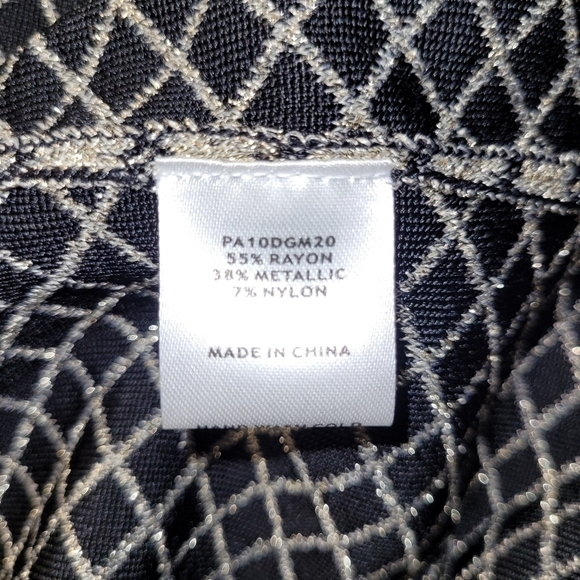 PA10DGM20
55% RAYON
38% METALLIC
7% NYLON
MADE IN CHINA